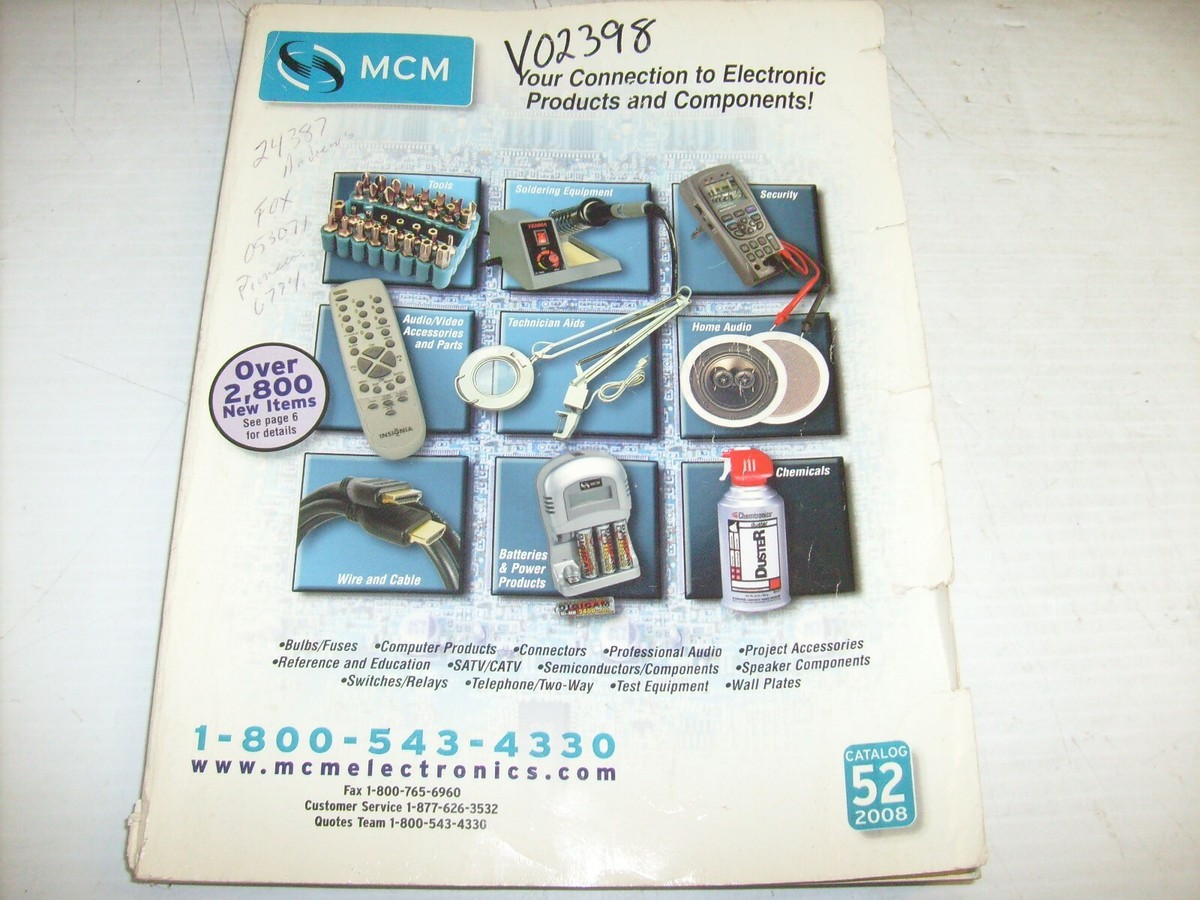 MCM
V02398
Your Connection to Electronic
Products and Components!
24387
FOX
053071
Tools
Soldering Equipment
Security
Audio/Video
Accessories
and Parts
INSIGNIA
Technician Aids
Home Audio
Over
2,800
New Items
See page 6
for details
Wire and Cable
MCM
Batteries
& Power
Products
DIGICAM
Chemicals
Chemtronics
DUSTER
•Bulbs/Fuses •Computer Products •Connectors •Professional Audio •Project Accessories
•Reference and Education •SATV/CATV •Semiconductors/Components •Speaker Components
•Switches/Relays •Telephone/Two-Way •Test Equipment •Wall Plates
1-800-543-4330
www.mcmelectronics.com
Fax 1-800-765-6960
Customer Service 1-877-626-3532
Quotes Team 1-800-543-4330
CATALOG
52
2008